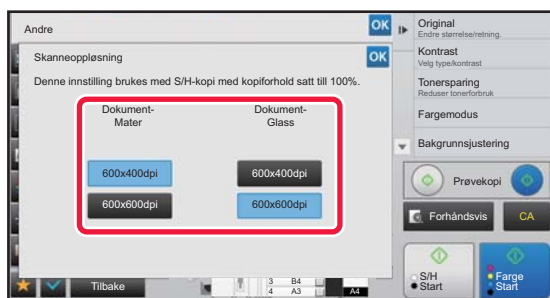 Andre
OK
Skanneoppløsning
OK
Denne innstilling brukes med S/H-kopi med kopiforhold satt till 100%.
Dokument-
Mater
Dokument-
Glass
600x400dpi
600x400dpi
600x600dpi
600x600dpi
Original
Endre størrelse/retning.
Kontrast
Velg type/kontrast
Tonersparing
Reduser tonerforbruk
Fargemodus
Bakgrunnsjustering
Prøvekopi
Forhåndsvis
CA
S/H
Start
Farge
Start
Tilbake
3 B4
4 A3
A4